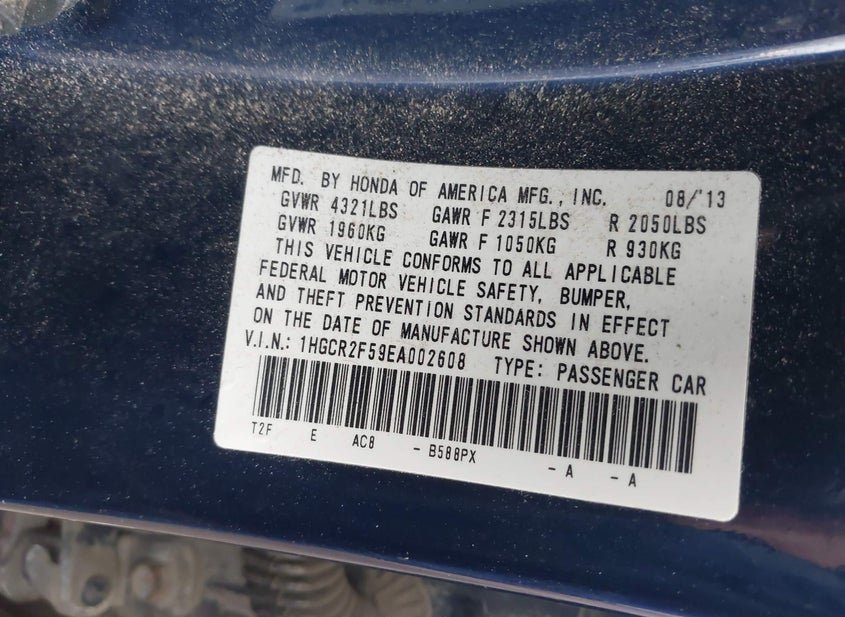 MFD. BY HONDA OF AMERICA MFG., INC. 08/'13
GVWR 4321LBS GAWR F 2315LBS R 2050LBS
GVWR 1960KG GAWR F 1050KG R 930KG
THIS VEHICLE CONFORMS TO ALL APPLICABLE
FEDERAL MOTOR VEHICLE SAFETY, BUMPER,
AND THEFT PREVENTION STANDARDS IN EFFECT
ON THE DATE OF MANUFACTURE SHOWN ABOVE.
V.I.N.: 1HGCR2F59EA002608 TYPE: PASSENGER CAR
T2F E AC8 - B588PX - A - A